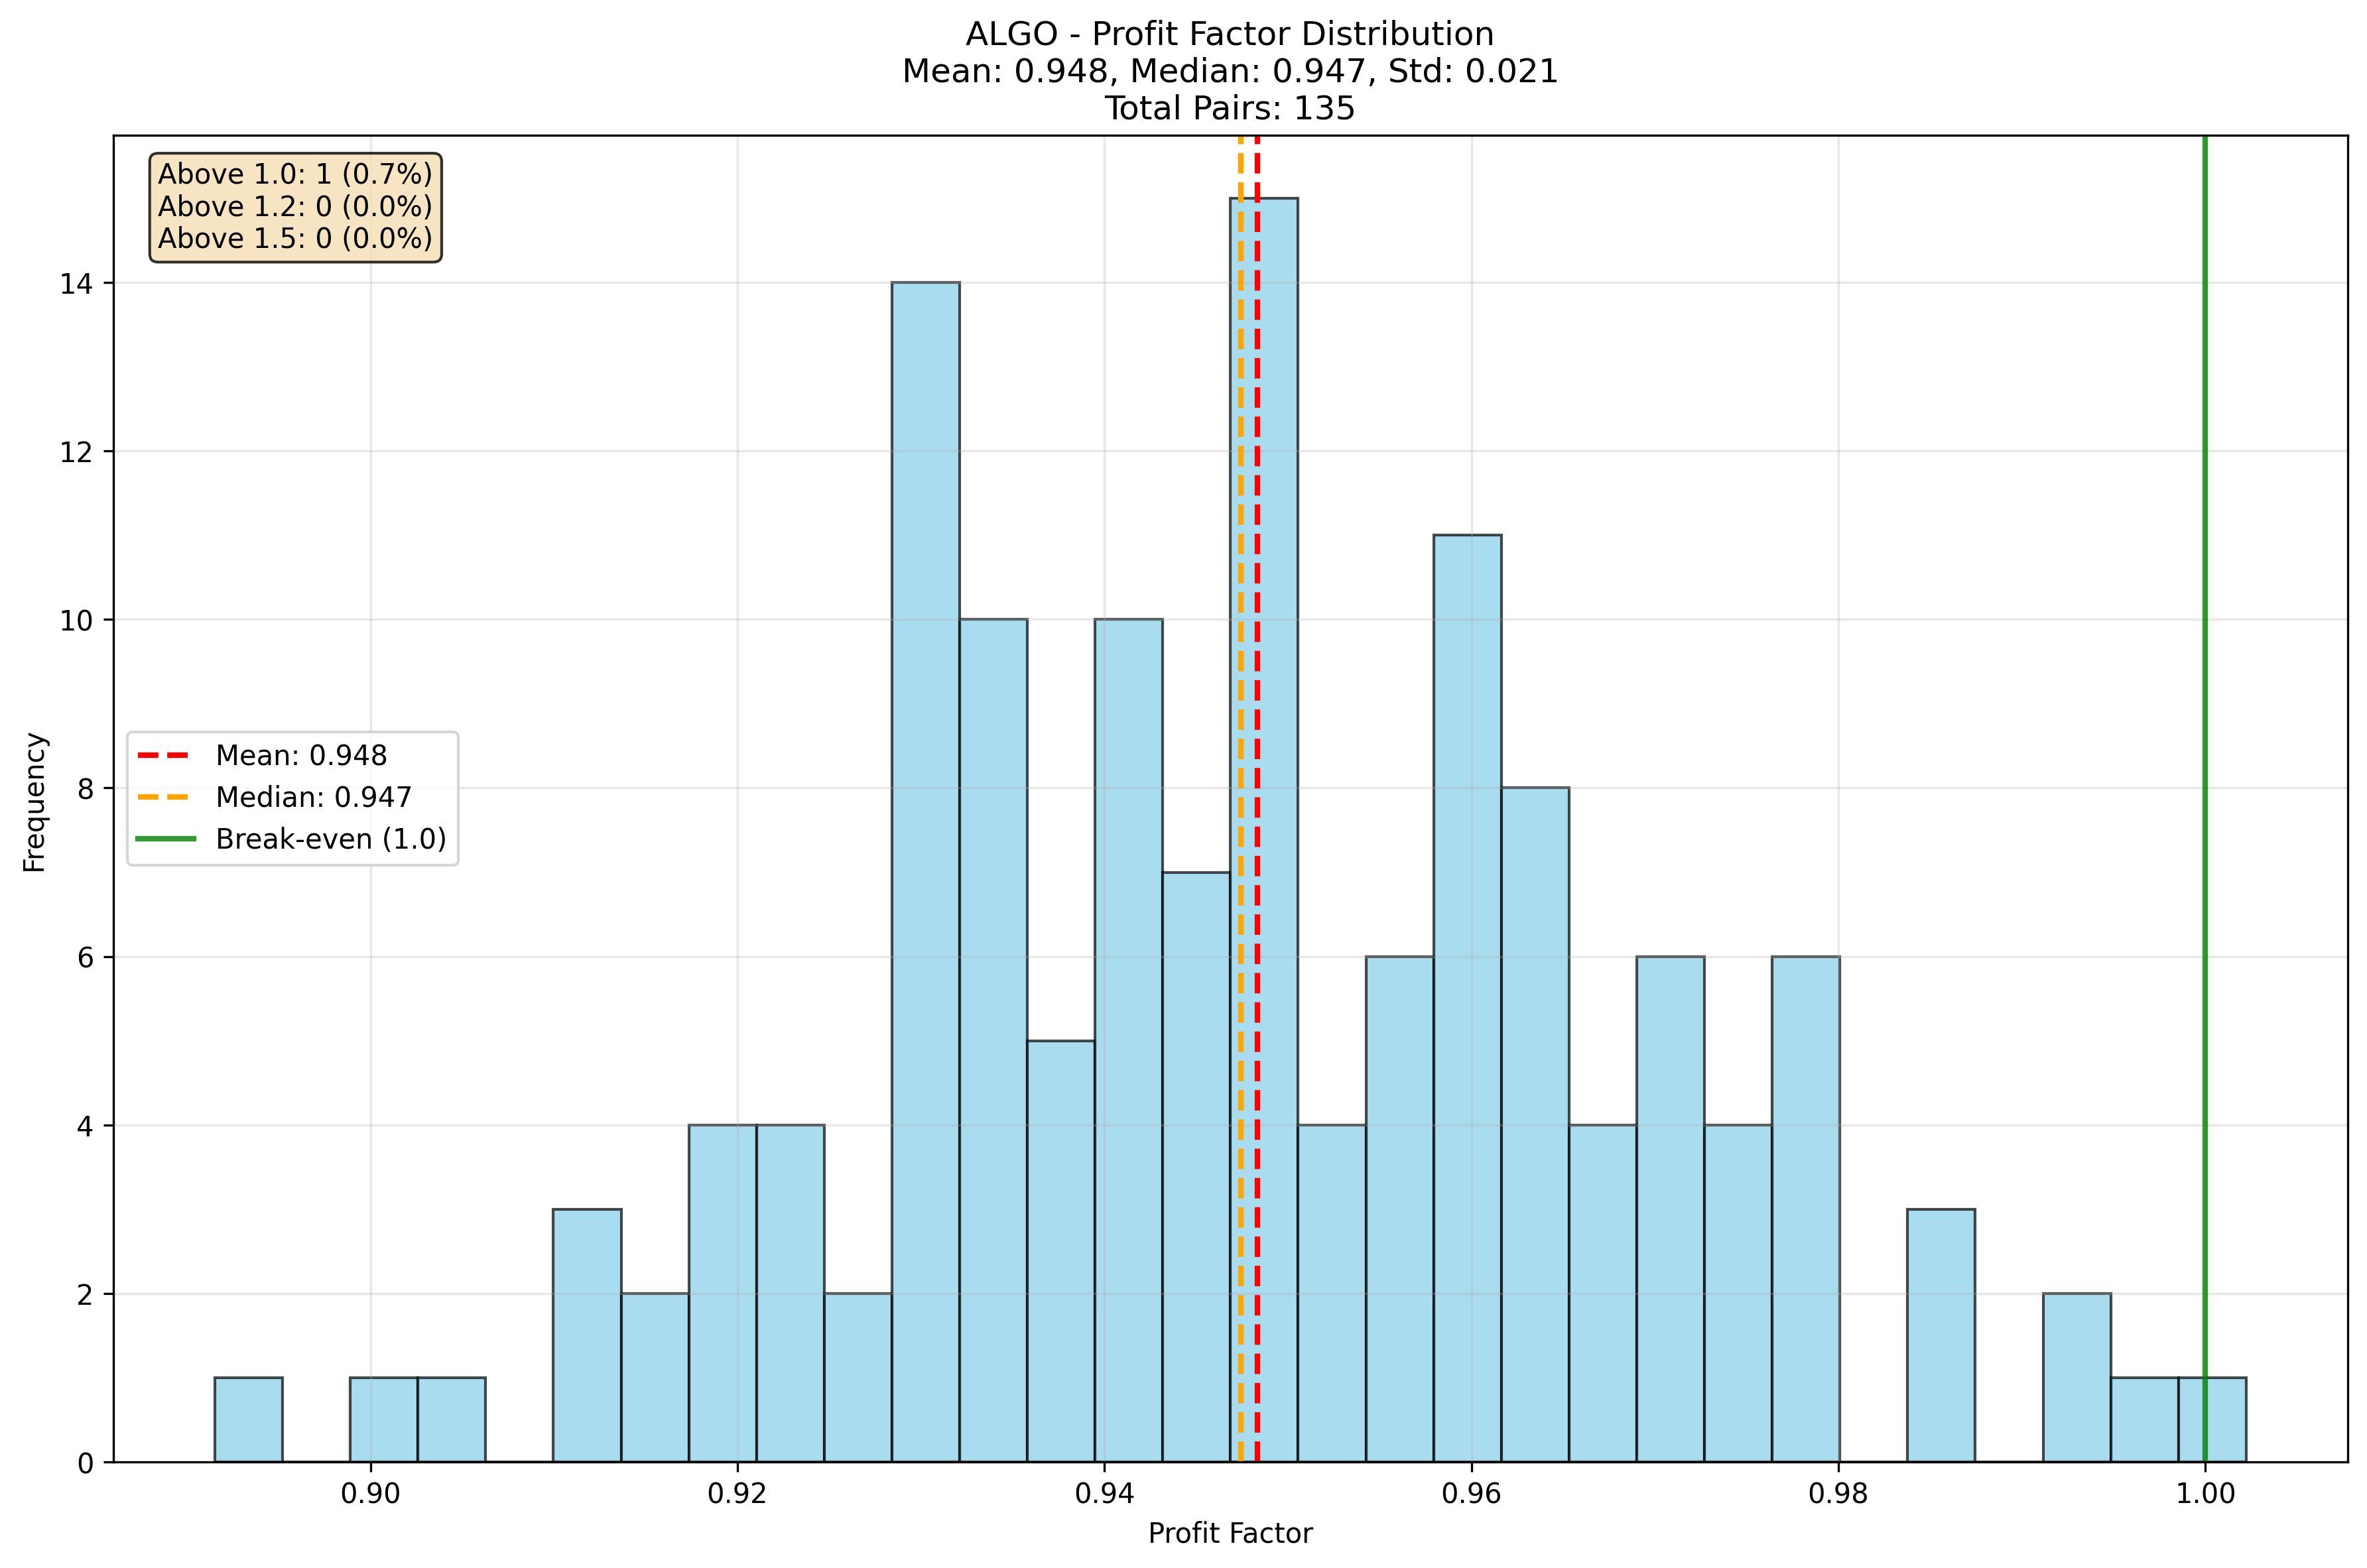 ALGO - Profit Factor Distribution
Mean: 0.948, Median: 0.947, Std: 0.021
Total Pairs: 135
Above 1.0: 1 (0.7%)
Above 1.2: 0 (0.0%)
Above 1.5: 0 (0.0%)
Mean: 0.948
Median: 0.947
Break-even (1.0)
Frequency
14
12
10
8
6
4
2
0
0.90 0.92 0.94 0.96 0.98 1.00
Profit Factor